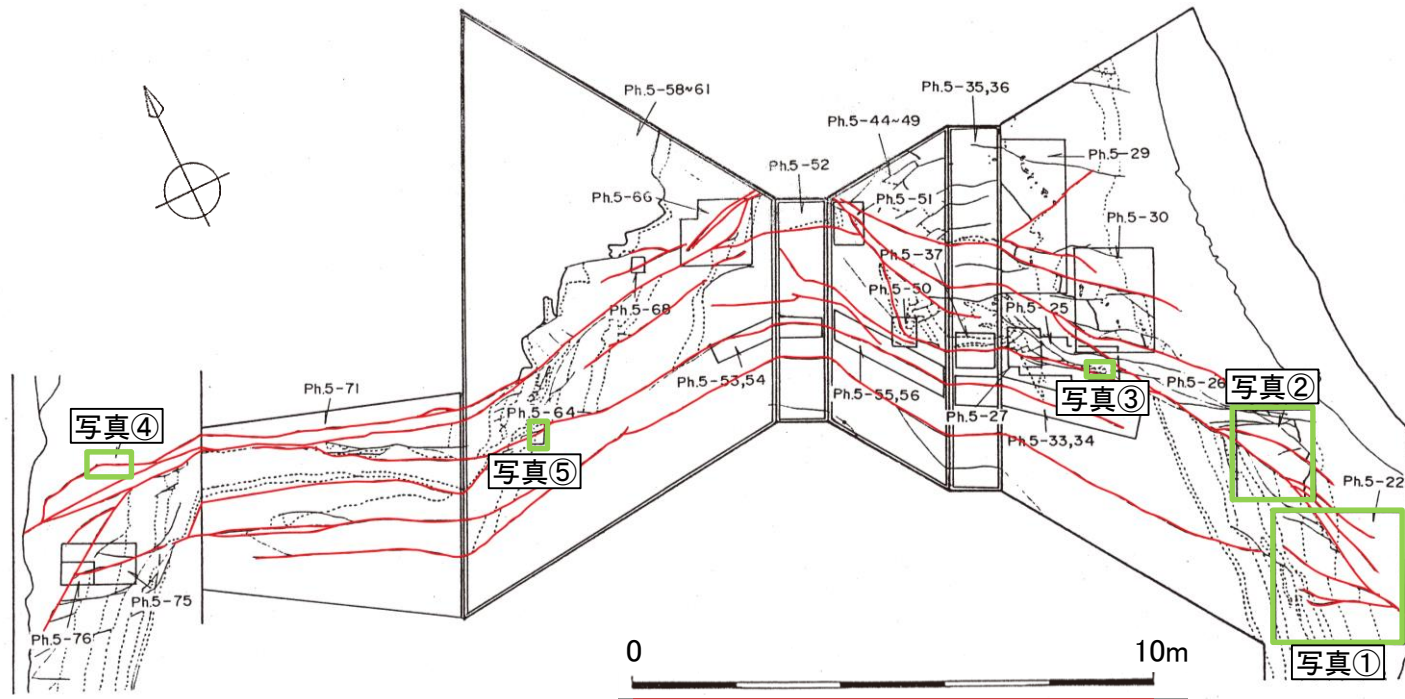 Ph.5-58~61
Ph.5-35,36
Ph.5-44~49
Ph.5-29
Ph.5-52
Ph.5-66
Ph.5-51
Ph.5-30
Ph.5-37
Ph.5-50
Ph.5-68
Ph.5-25
Ph.5-71
Ph.5-53,54
Ph.5-26
写真②
写真④
Ph.5-64
Ph.5-55,56
写真③
Ph.5-27
Ph.5-33,34
写真⑤
Ph.5-22
Ph.5-75
Ph.5-76
0
10m
写真①